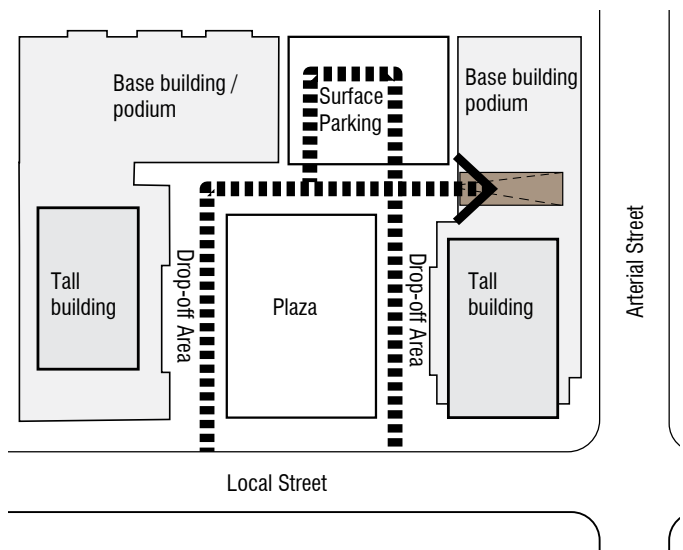 Base building /
podium
Surface
Parking
Base building
podium
Tall
building
Drop-off Area
Plaza
Drop-off Area
Tall
building
Arterial Street
Local Street